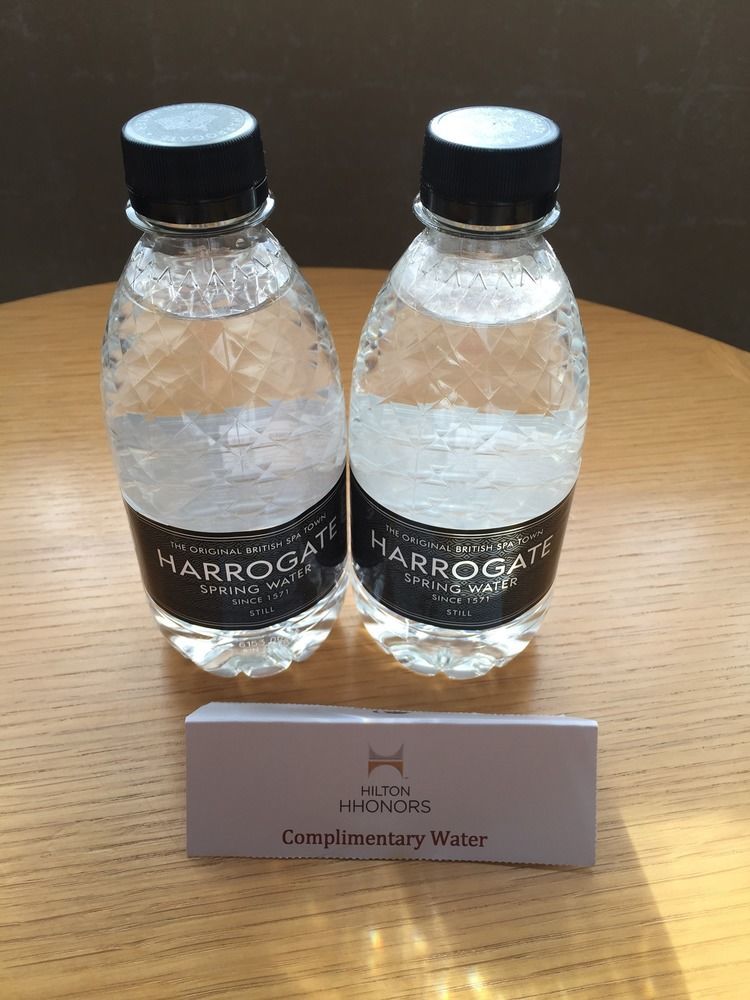 THE ORIGINAL BRITISH SPA TOWN
HARROGATE
SPRING WATER
SINCE 1571
STILL
THE ORIGINAL BRITISH SPA TOWN
HARROGATE
SPRING WATER
SINCE 1571
STILL
HILTON
HHONORS
Complimentary Water